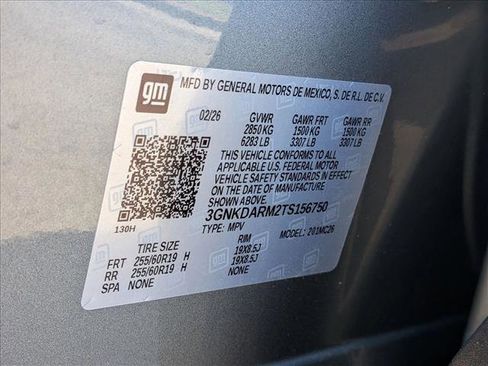 gm
MFD BY GENERAL MOTORS DE MEXICO, S. DE R.L. DE C.V.
02/26 GVWR GAWR FRT GAWR RR
2850 KG 1500 KG 1500 KG
6283 LB 3307 LB 3307 LB
THIS VEHICLE CONFORMS TO ALL
APPLICABLE U.S. FEDERAL MOTOR
VEHICLE SAFETY STANDARDS IN
EFFECT ON THE DATE OF
MANUFACTURE SHOWN ABOVE.
3GNKDARM2TS156750
130H TYPE: MPV MODEL: 201MC26
TIRE SIZE RIM
FRT 255/60R19 H 19X8.5J
RR 255/60R19 H 19X8.5J
SPA NONE NONE